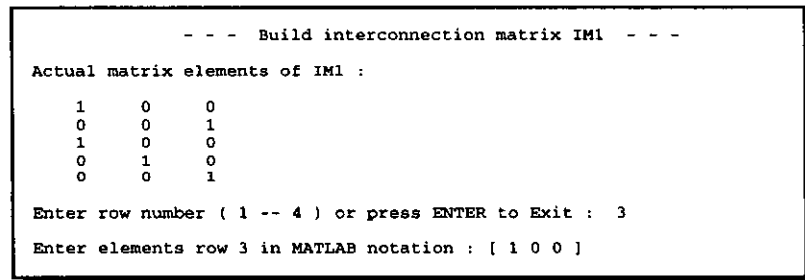 - - - Build interconnection matrix IM1 - - -
Actual matrix elements of IM1 :
1 0 0
0 0 1
1 0 0
0 1 0
0 0 1
Enter row number ( 1 -- 4 ) or press ENTER to Exit : 3
Enter elements row 3 in MATLAB notation : [ 1 0 0 ]